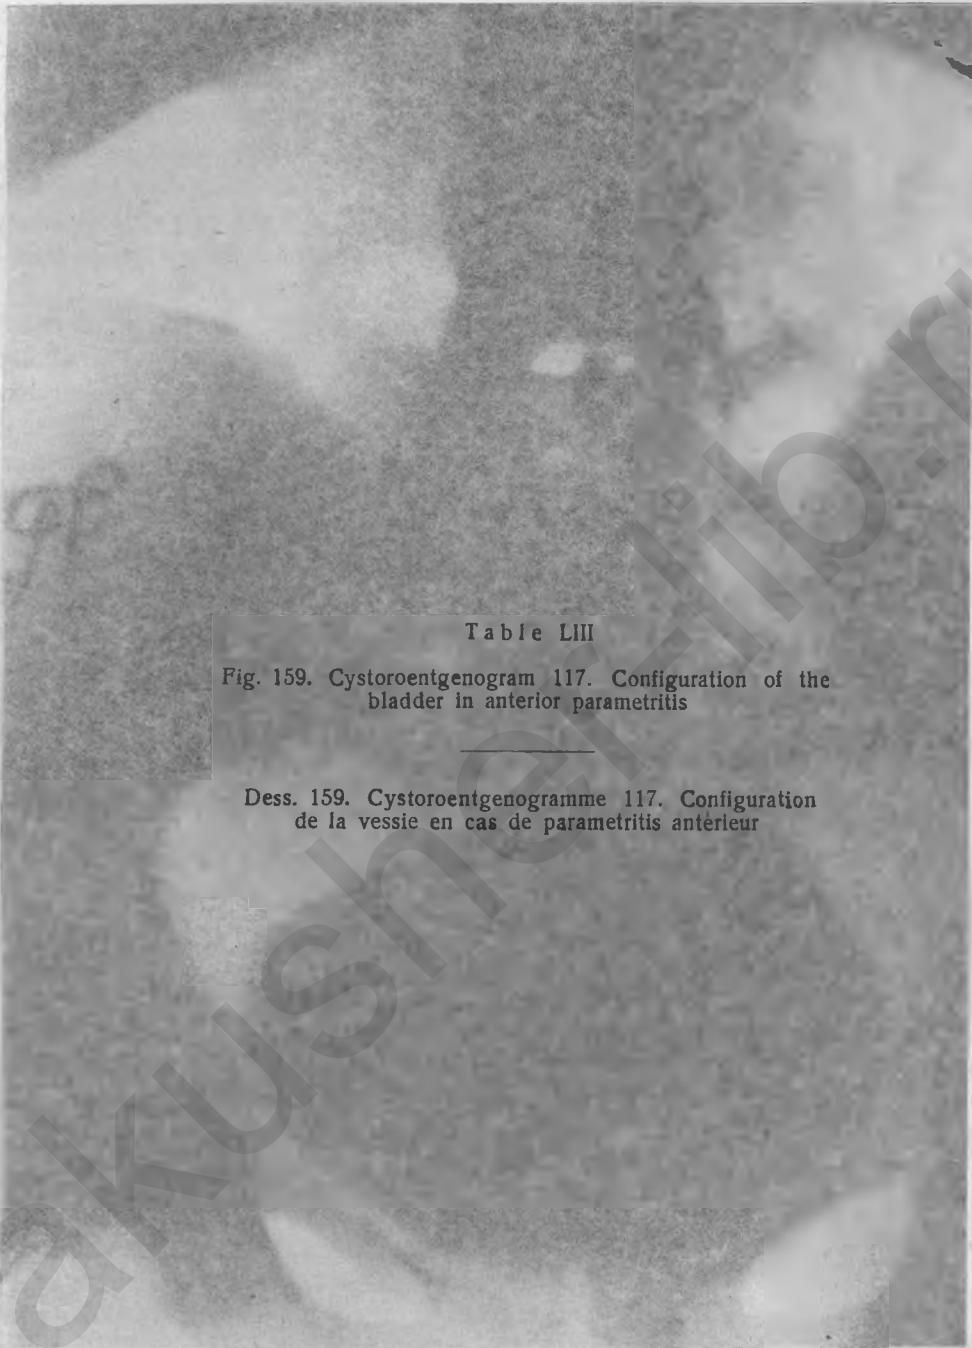 Table LIII
Fig. 159. Cystoroentgenogram 117. Configuration of the
bladder in anterior parametritis
Dess. 159. Cystoroentgenogramme 117. Configuration
de la vessie en cas de parametritis antérieur
akusher-lib.r